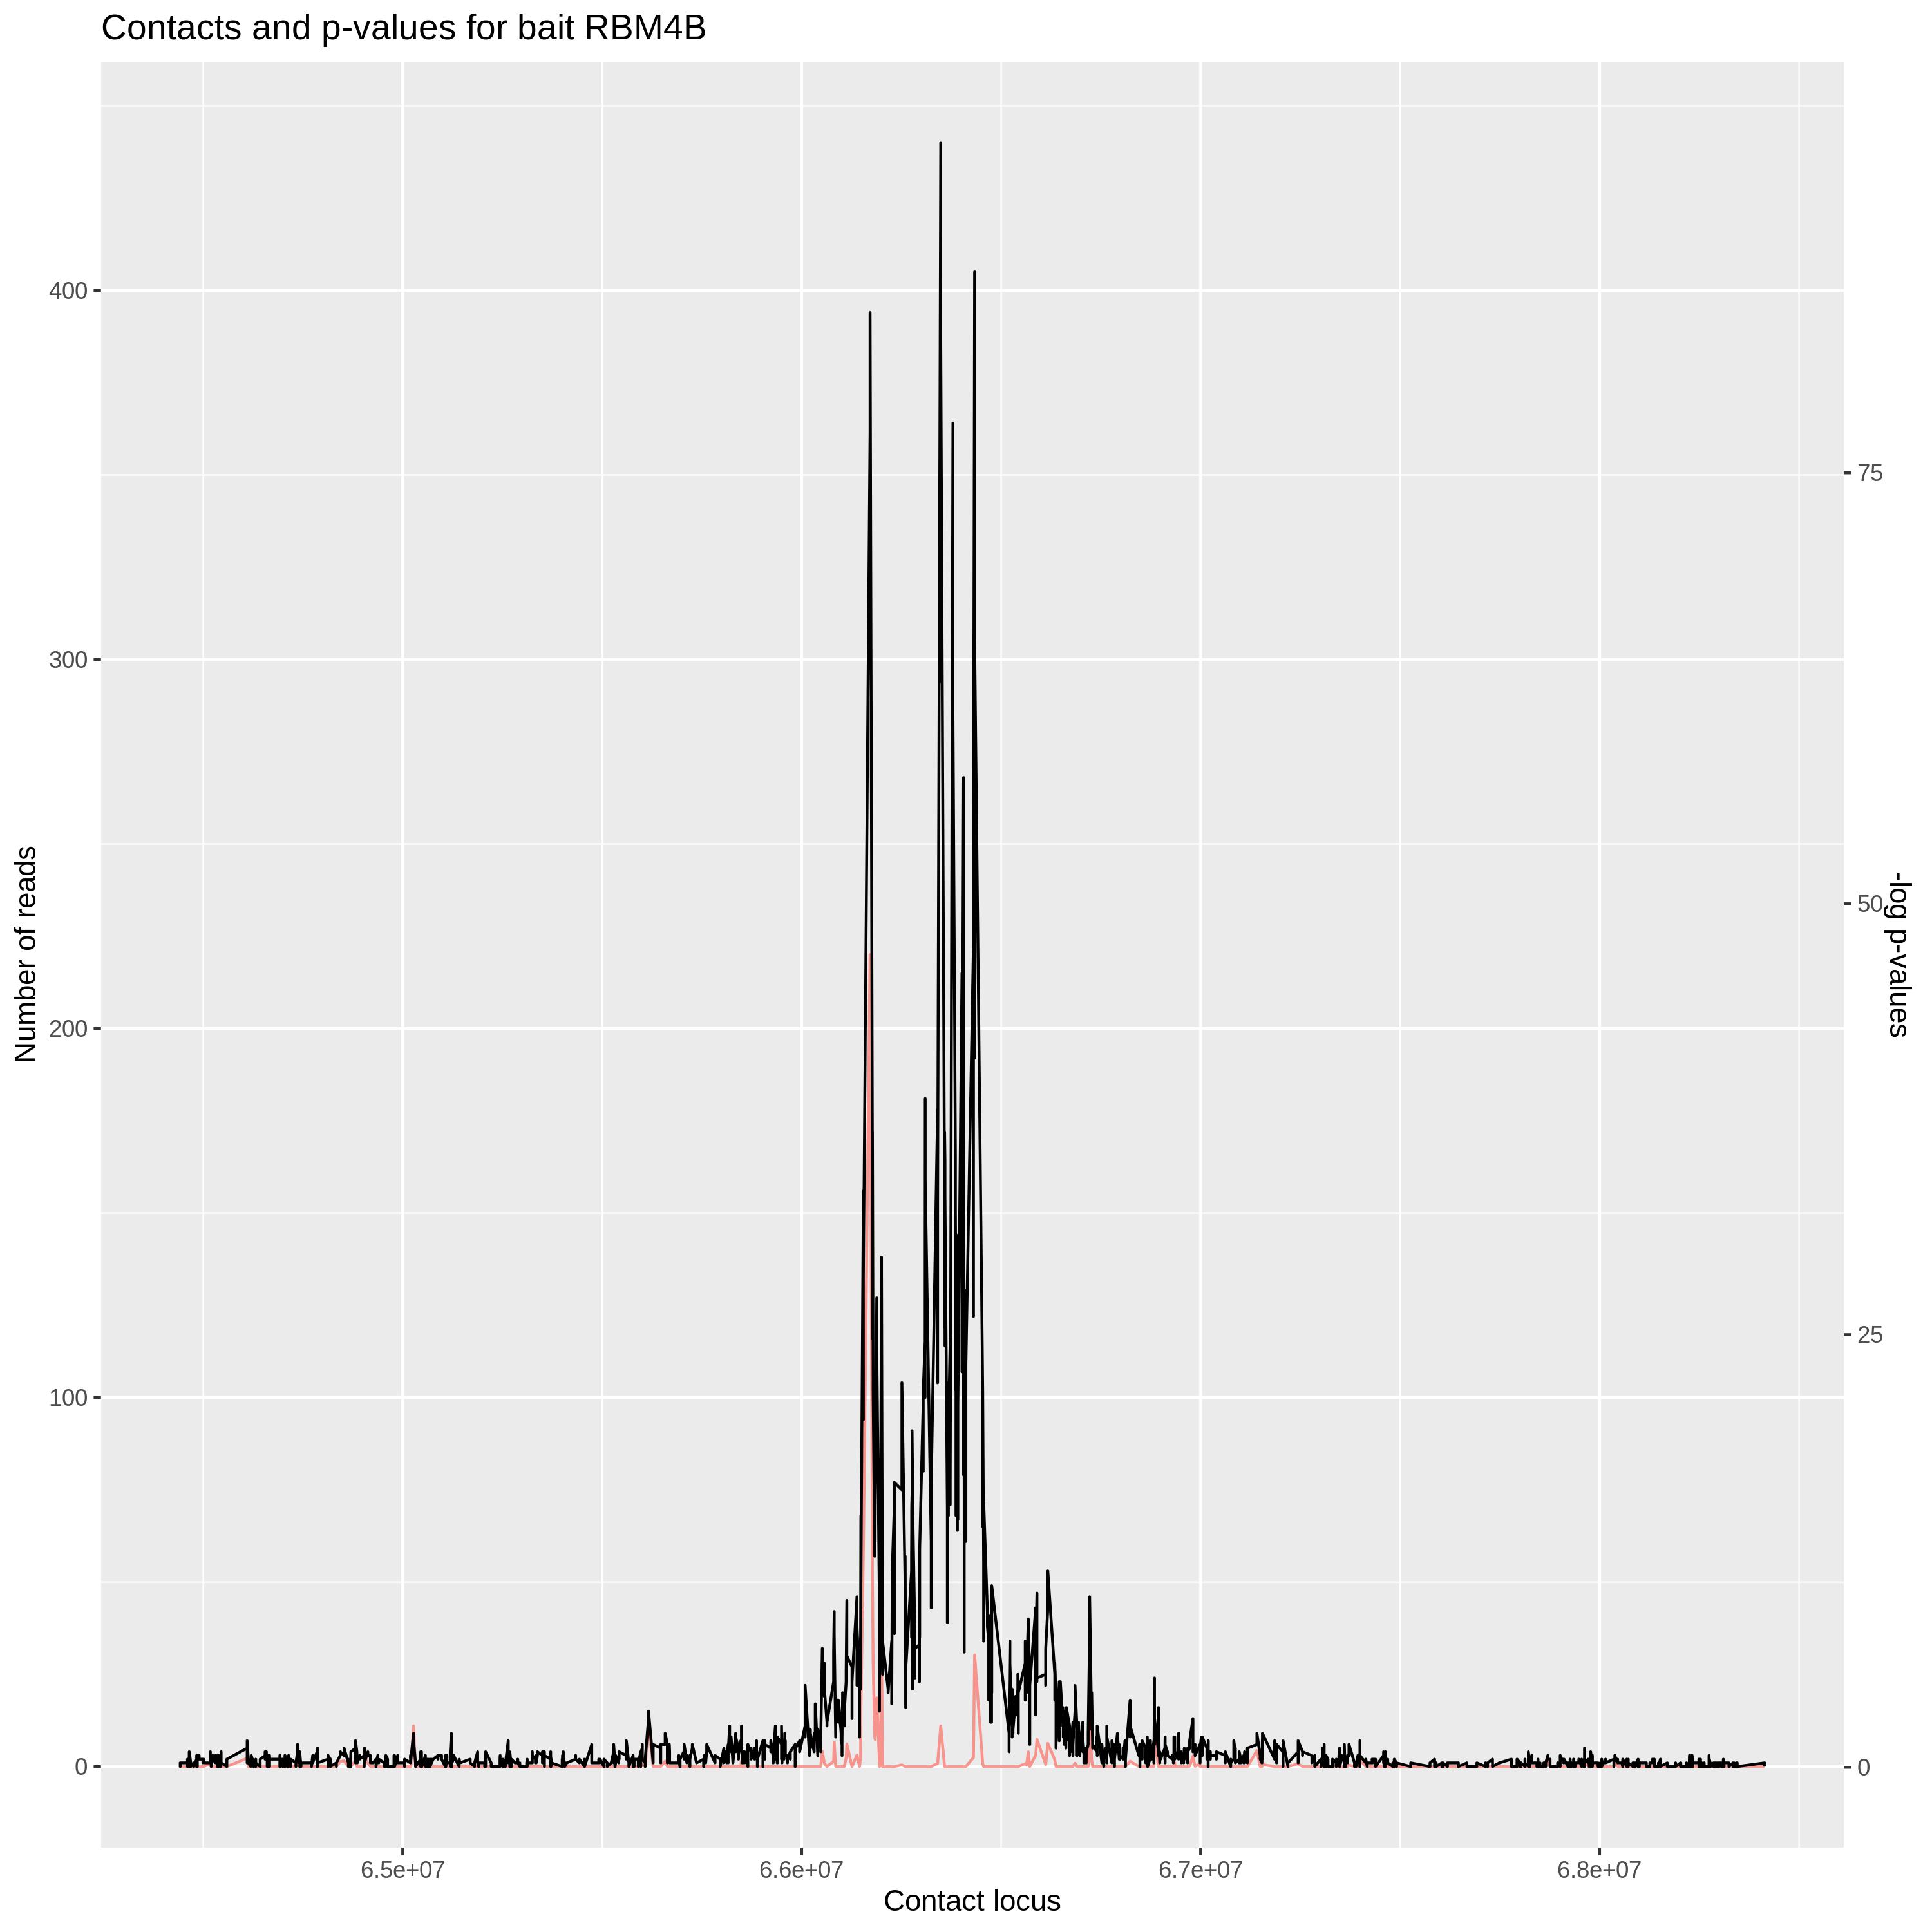 Contacts and p-values for bait RBM4B
Number of reads
400
300
200
100
0
75
50
25
0
-log p-values
6.5e+07
6.6e+07
6.7e+07
6.8e+07
Contact locus